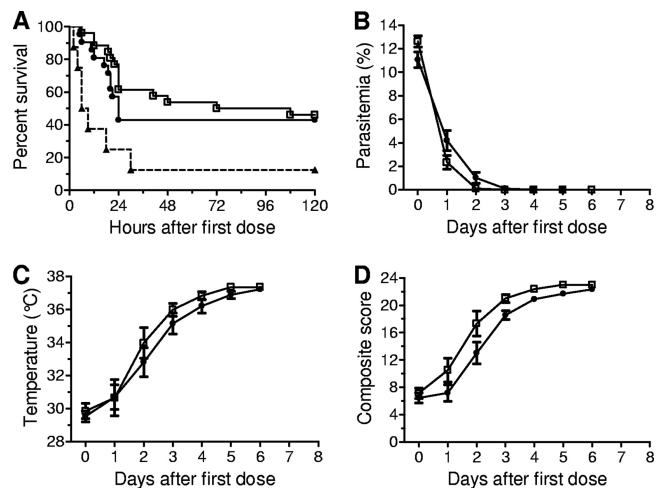 A
Percent survival
100
80
60
40
20
0
0 24 48 72 96 120
Hours after first dose
B
Parasitemia (%)
14
12
10
8
6
4
2
0
0 1 2 3 4 5 6 7 8
Days after first dose
C
Temperature (°C)
38
36
34
32
30
28
0 1 2 3 4 5 6 7 8
Days after first dose
D
Composite score
24
20
16
12
8
4
0
0 1 2 3 4 5 6 7 8
Days after first dose